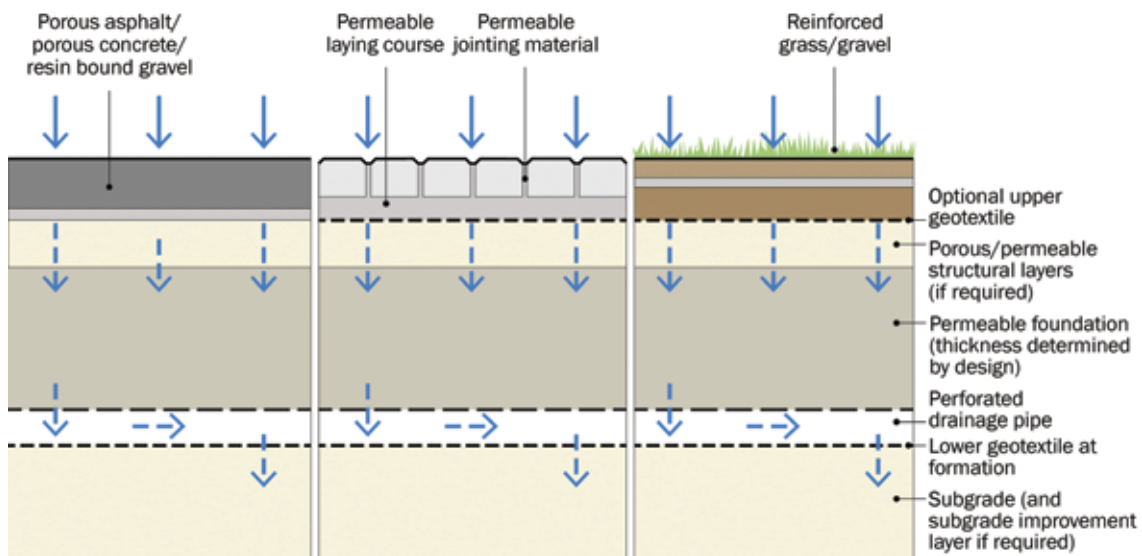 Porous asphalt/
porous concrete/
resin bound gravel
Permeable
laying course
Permeable
jointing material
Reinforced
grass/gravel
Optional upper
geotextile
Porous/permeable
structural layers
(if required)
Permeable foundation
(thickness determined
by design)
Perforated
drainage pipe
Lower geotextile at
formation
Subgrade (and
subgrade improvement
layer if required)